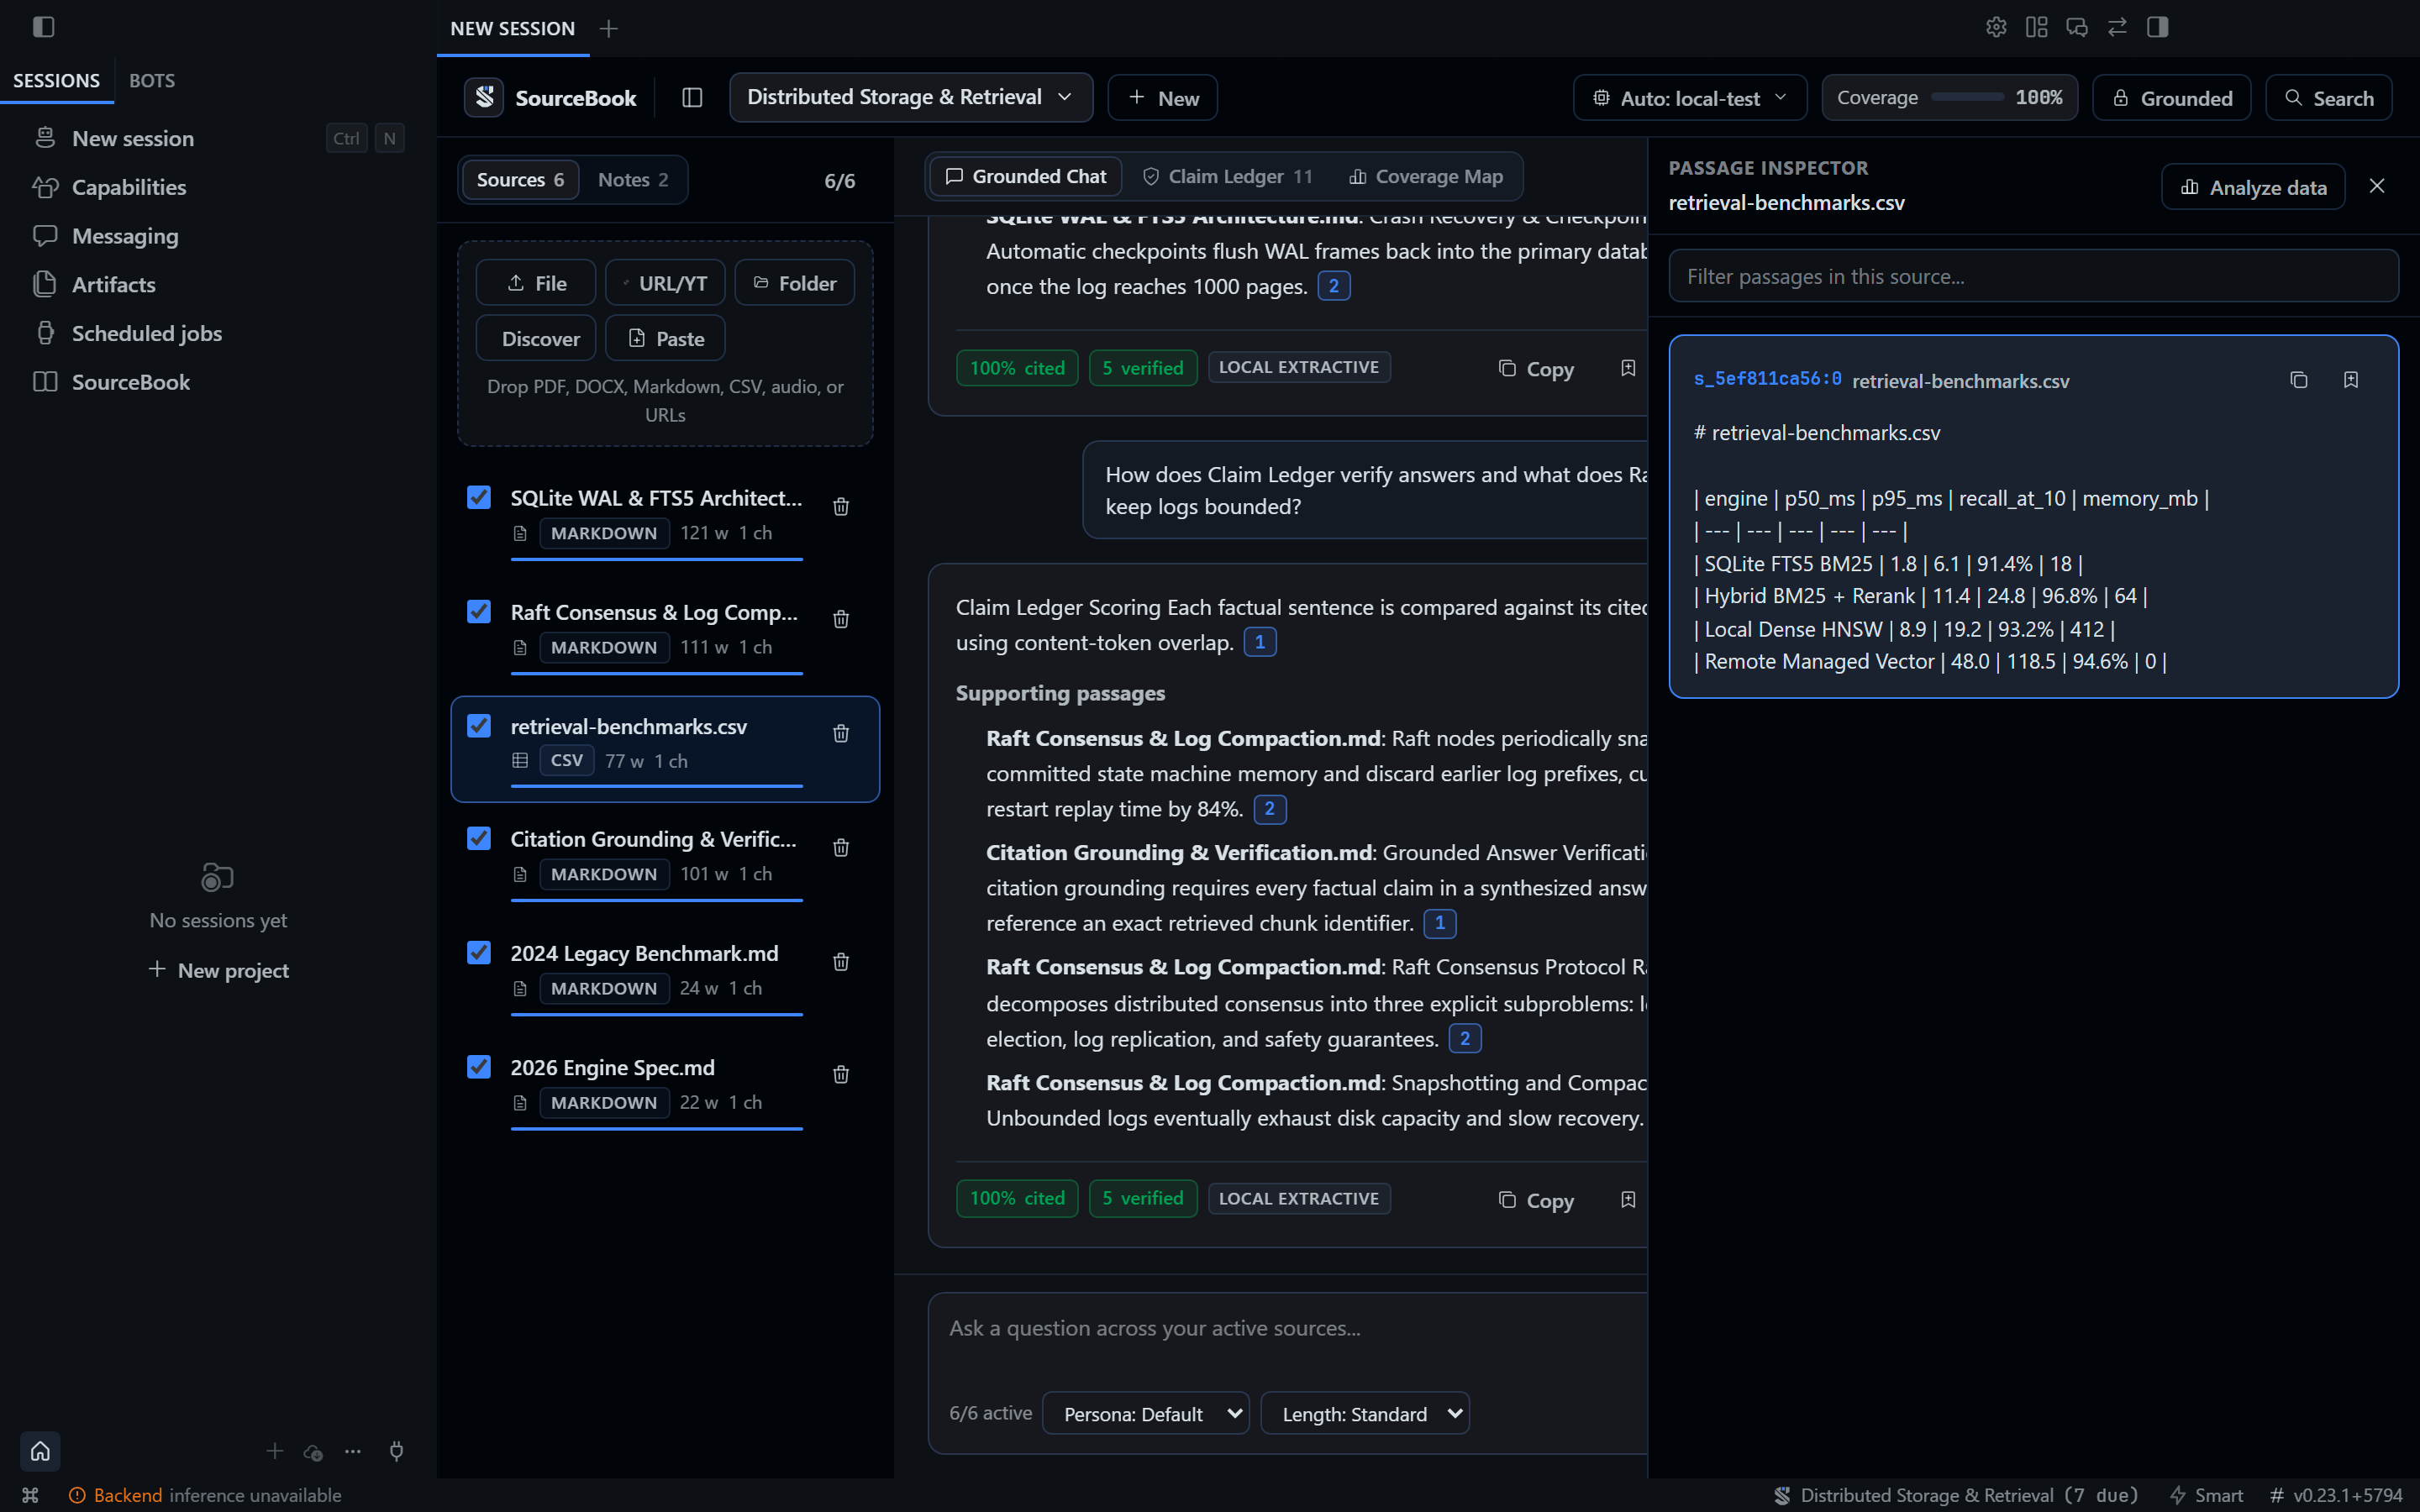 NEW SESSION
SESSIONS
BOTS
New session
Ctrl N
Capabilities
Messaging
Artifacts
Scheduled jobs
SourceBook
No sessions yet
New project
SourceBook
Distributed Storage & Retrieval
New
Auto: local-test
Coverage 100%
Grounded
Search
Sources 6
Notes 2
6/6
File
URL/YT
Folder
Discover
Paste
Drop PDF, DOCX, Markdown, CSV, audio, or
URLs
SQLite WAL & FTS5 Architect...
MARKDOWN 121 w 1 ch
Raft Consensus & Log Comp...
MARKDOWN 111 w 1 ch
retrieval-benchmarks.csv
CSV 77 w 1 ch
Citation Grounding & Verific...
MARKDOWN 101 w 1 ch
2024 Legacy Benchmark.md
MARKDOWN 24 w 1 ch
2026 Engine Spec.md
MARKDOWN 22 w 1 ch
Grounded Chat
Claim Ledger 11
Coverage Map
SQLite WAL & FTS5 Architecture.md: Crash Recovery & Checkpoin
Automatic checkpoints flush WAL frames back into the primary datab
once the log reaches 1000 pages. 2
100% cited
5 verified
LOCAL EXTRACTIVE
Copy
How does Claim Ledger verify answers and what does Ra
keep logs bounded?
Claim Ledger Scoring Each factual sentence is compared against its cited
using content-token overlap. 1
Supporting passages
Raft Consensus & Log Compaction.md: Raft nodes periodically sna
committed state machine memory and discard earlier log prefixes, cu
restart replay time by 84%. 2
Citation Grounding & Verification.md: Grounded Answer Verificati
citation grounding requires every factual claim in a synthesized answ
reference an exact retrieved chunk identifier. 1
Raft Consensus & Log Compaction.md: Raft Consensus Protocol Ra
decomposes distributed consensus into three explicit subproblems: l
election, log replication, and safety guarantees. 2
Raft Consensus & Log Compaction.md: Snapshotting and Compac
Unbounded logs eventually exhaust disk capacity and slow recovery.
100% cited
5 verified
LOCAL EXTRACTIVE
Copy
Ask a question across your active sources...
6/6 active
Persona: Default
Length: Standard
PASSAGE INSPECTOR
retrieval-benchmarks.csv
Analyze data
Filter passages in this source...
s_5ef811ca56:0 retrieval-benchmarks.csv
# retrieval-benchmarks.csv
| engine | p50_ms | p95_ms | recall_at_10 | memory_mb |
| --- | --- | --- | --- | --- |
| SQLite FTS5 BM25 | 1.8 | 6.1 | 91.4% | 18 |
| Hybrid BM25 + Rerank | 11.4 | 24.8 | 96.8% | 64 |
| Local Dense HNSW | 8.9 | 19.2 | 93.2% | 412 |
| Remote Managed Vector | 48.0 | 118.5 | 94.6% | 0 |
Backend inference unavailable
Distributed Storage & Retrieval (7 due)
Smart
# v0.23.1+5794